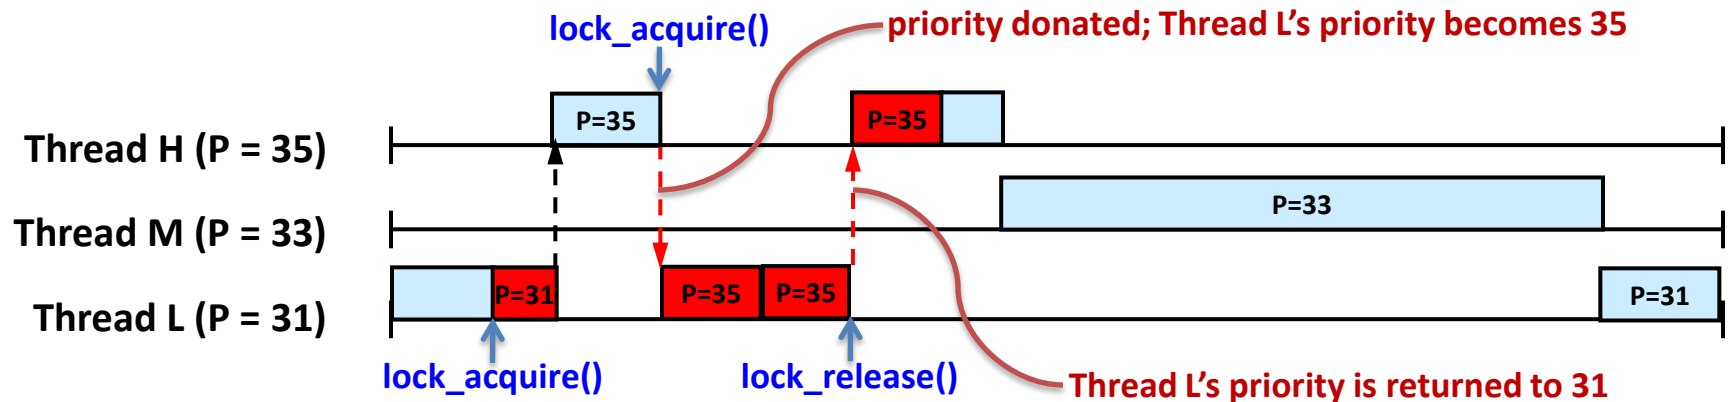 lock_acquire()
priority donated; Thread L’s priority becomes 35
Thread H (P = 35)
P=35
P=35
Thread M (P = 33)
P=33
Thread L (P = 31)
P=31
P=35
P=35
P=31
lock_acquire()
lock_release()
Thread L’s priority is returned to 31